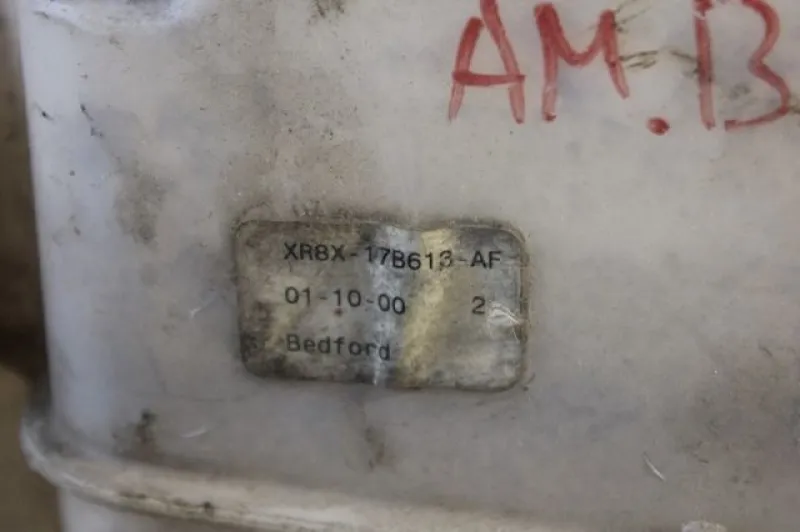 AM.B
XR8X-17B613-AF
01-10-00 2
Bedford